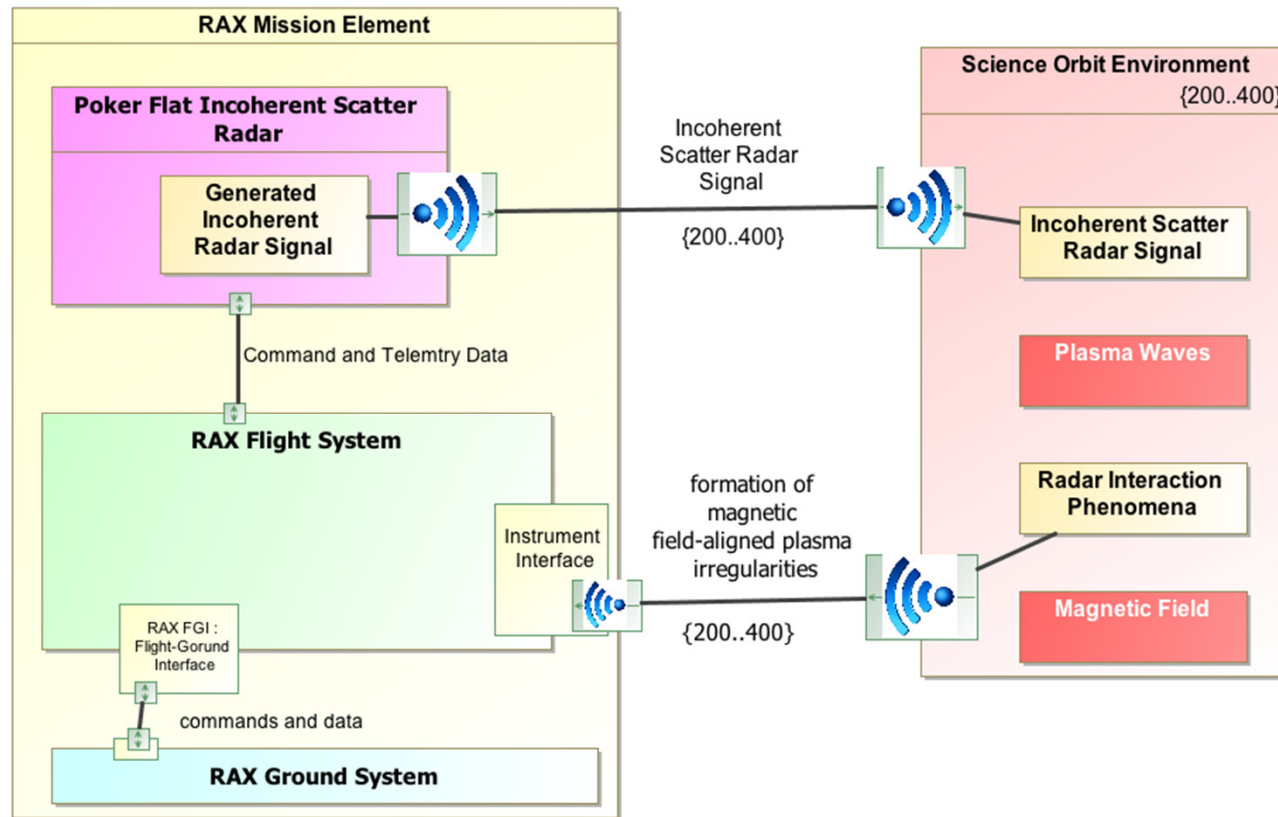 RAX Mission Element
Poker Flat Incoherent Scatter
Radar
Generated
Incoherent
Radar Signal
Command and Telemtry Data
RAX Flight System
Instrument
Interface
RAX FGI :
Flight-Gorund
Interface
commands and data
RAX Ground System
Incoherent
Scatter Radar
Signal
{200..400}
formation of
magnetic
field-aligned plasma
irregularities
{200..400}
Science Orbit Environment
{200..400}
Incoherent Scatter
Radar Signal
Plasma Waves
Radar Interaction
Phenomena
Magnetic Field